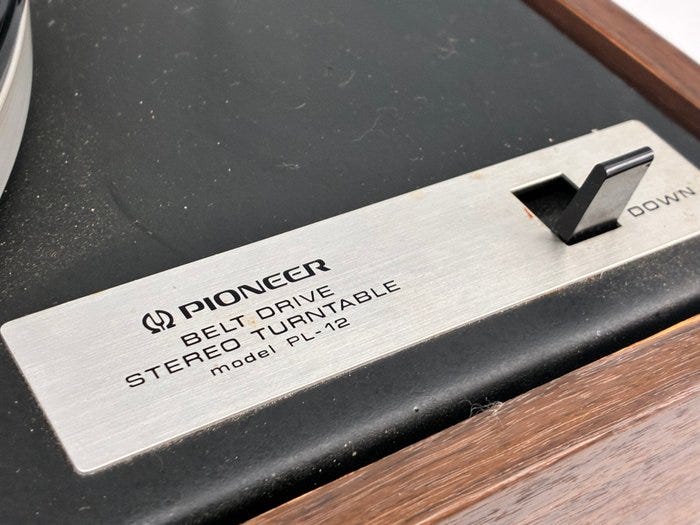 PIONEER
BELT DRIVE
STEREO TURNTABLE
model PL-12
DOWN